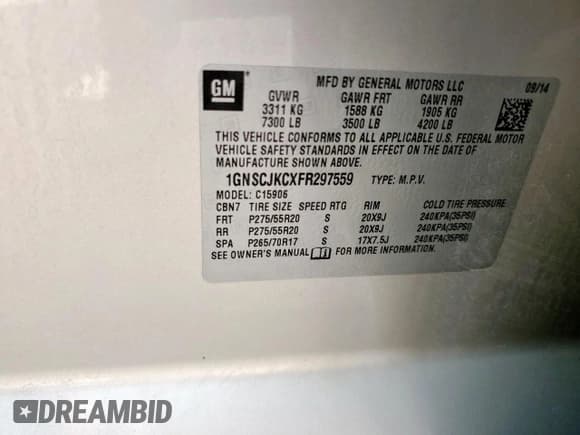 GM
MFD BY GENERAL MOTORS LLC 09/14
GVWR GAWR FRT GAWR RR
3311 KG 1588 KG 1905 KG
7300 LB 3500 LB 4200 LB
THIS VEHICLE CONFORMS TO ALL APPLICABLE U.S. FEDERAL MOTOR
VEHICLE SAFETY STANDARDS IN EFFECT ON THE DATE OF
MANUFACTURE SHOWN ABOVE.
1GNSCJKCXFR297559 TYPE: M.P.V.
MODEL: C15906
CBN7 TIRE SIZE SPEED RTG RIM COLD TIRE PRESSURE
FRT P275/55R20 S 20X9J 240KPA(35PSI)
RR P275/55R20 S 20X9J 240KPA(35PSI)
SPA P265/70R17 S 17X7.5J 240KPA(35PSI)
SEE OWNER'S MANUAL FOR MORE INFORMATION.
DREAMBID